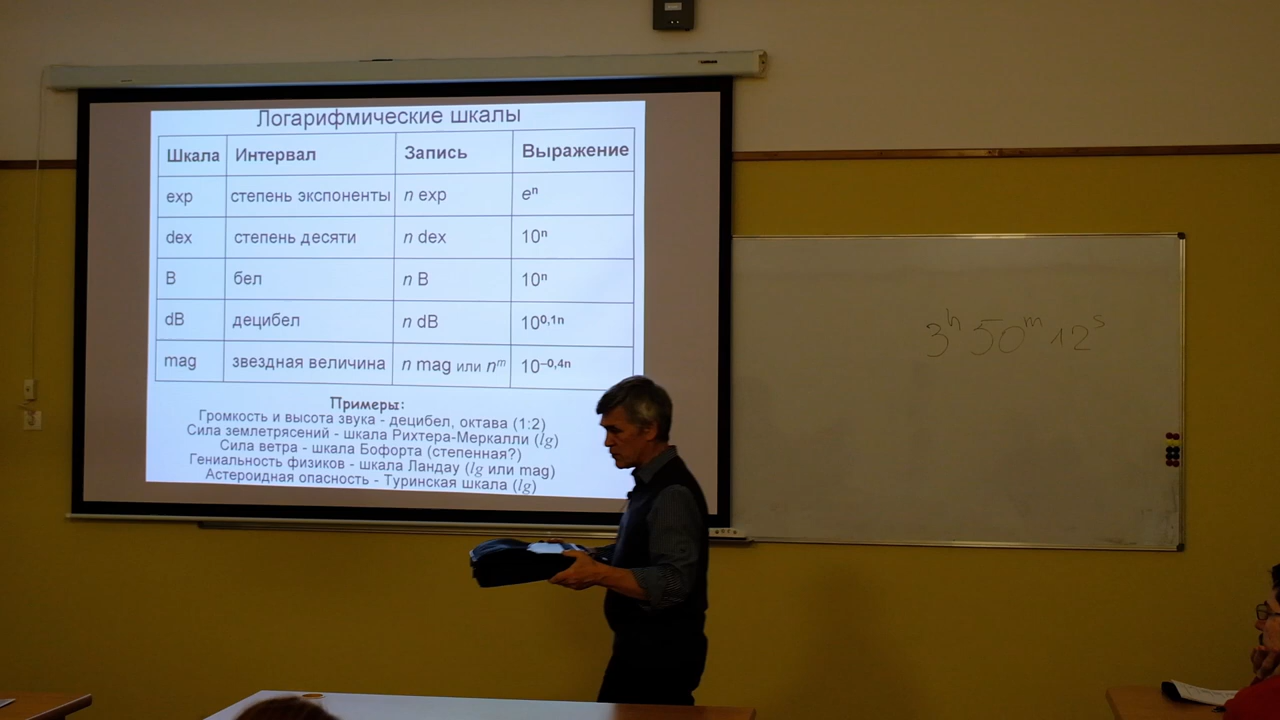 Логарифмические шкалы
Шкала Интервал Запись Выражение
exp степень экспоненты n exp eⁿ
dex степень десяти n dex 10ⁿ
B бел n B 10ⁿ
dB децибел n dB 10^0,1n
mag звездная величина n mag или n^m 10^–0,4n
Примеры:
Громкость и высота звука - децибел, октава (1:2)
Сила землетрясений - шкала Рихтера-Меркалли (lg)
Сила ветра - шкала Бофорта (степенная?)
Гениальность физиков - шкала Ландау (lg или mag)
Астероидная опасность - Туринская шкала (lg)
3^h 50^m 12^s